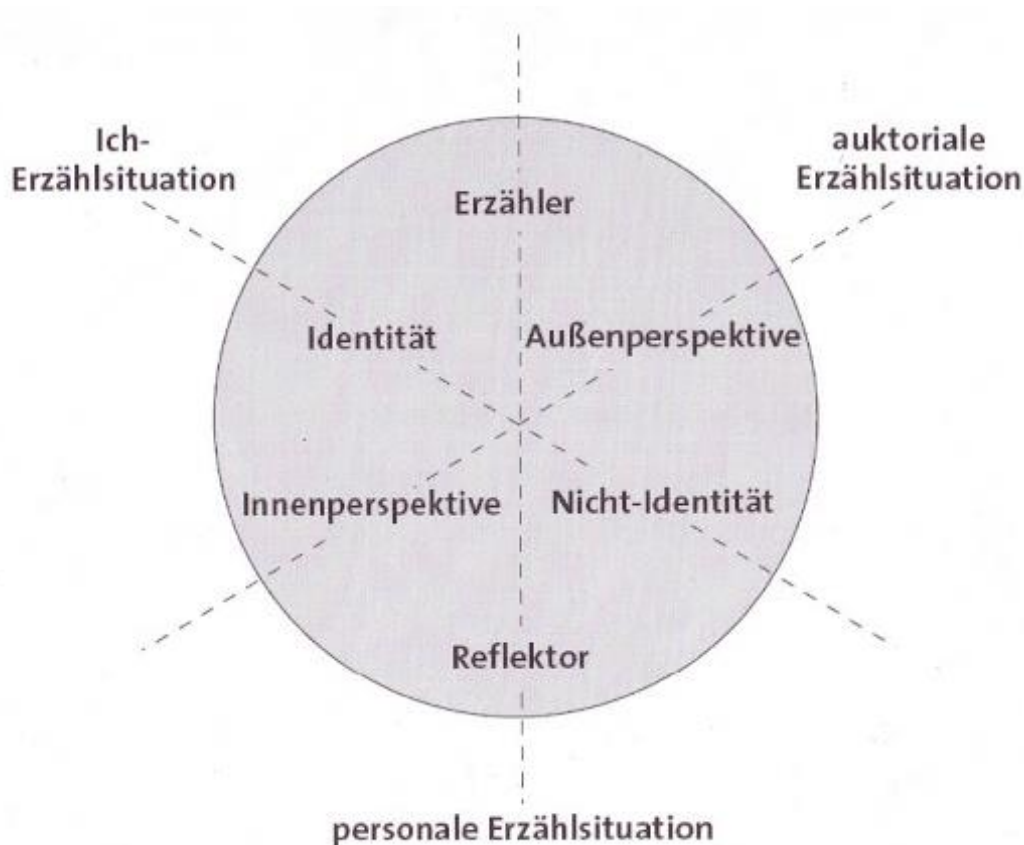 Ich-
Erzählsituation
auktoriale
Erzählsituation
Erzähler
Identität
Außenperspektive
Innenperspektive
Nicht-Identität
Reflektor
personale Erzählsituation